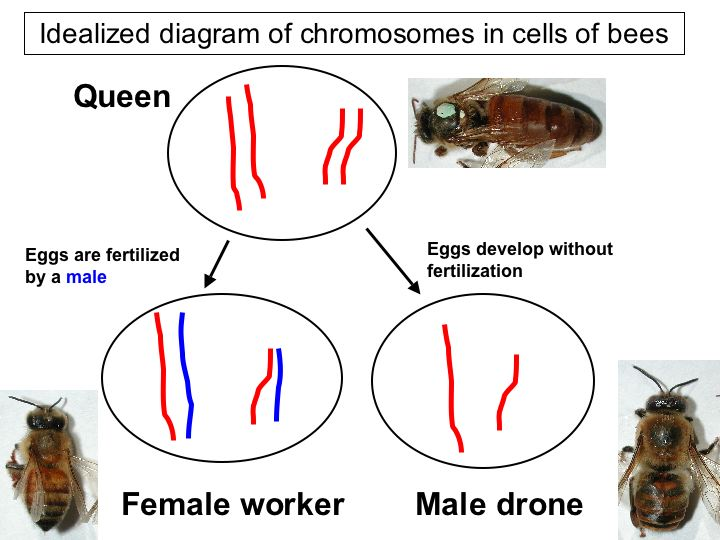 Idealized diagram of chromosomes in cells of bees
Queen
Eggs are fertilized
by a male
Eggs develop without
fertilization
Female worker
Male drone